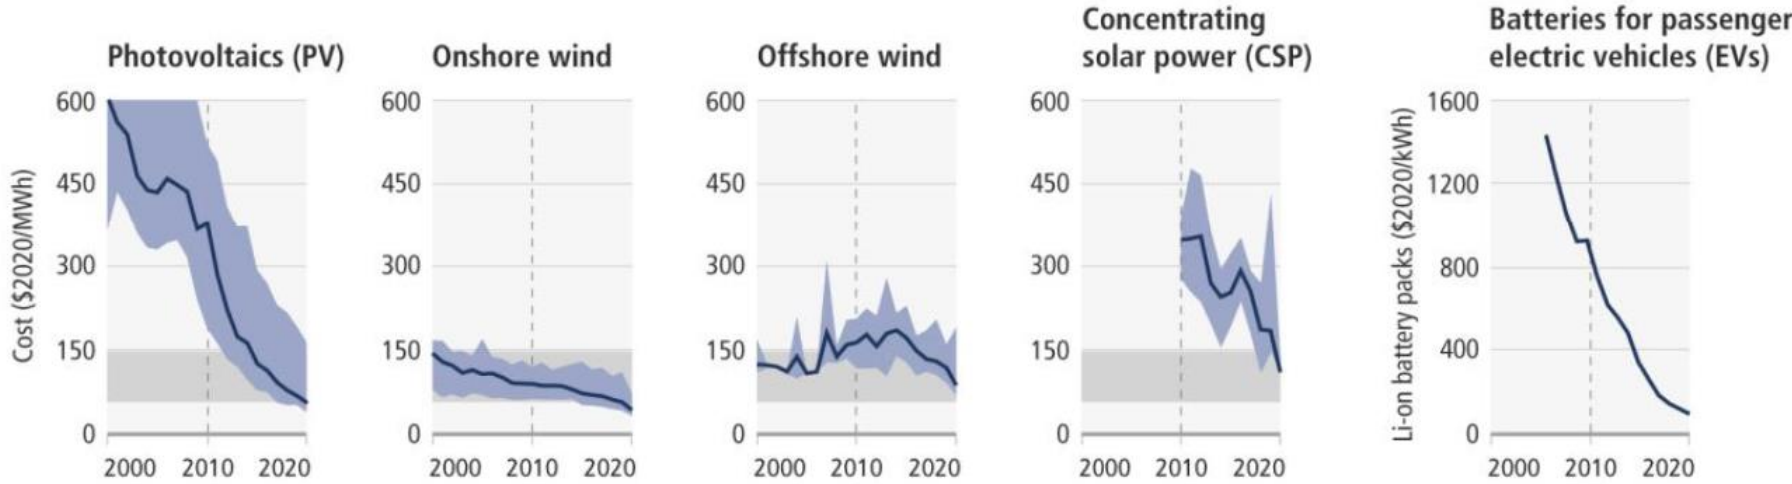 Photovoltaics (PV)
Cost ($2020/MWh)
600
450
300
150
0
2000 2010 2020
Onshore wind
600
450
300
150
0
2000 2010 2020
Offshore wind
600
450
300
150
0
2000 2010 2020
Concentrating
solar power (CSP)
600
450
300
150
0
2000 2010 2020
Batteries for passenger
electric vehicles (EVs)
Li-on battery packs ($2020/kWh)
1600
1200
800
400
0
2000 2010 2020